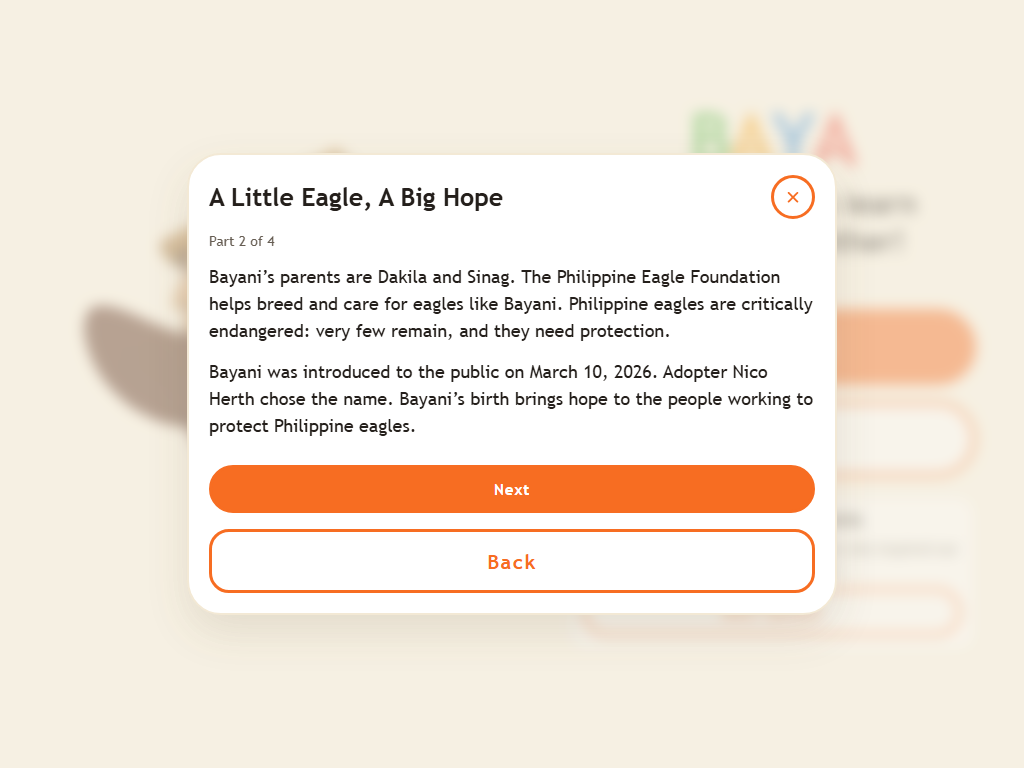 BAYA
A Little Eagle, A Big Hope
Part 2 of 4
Bayani’s parents are Dakila and Sinag. The Philippine Eagle Foundation
helps breed and care for eagles like Bayani. Philippine eagles are critically
endangered: very few remain, and they need protection.
Bayani was introduced to the public on March 10, 2026. Adopter Nico
Herth chose the name. Bayani’s birth brings hope to the people working to
protect Philippine eagles.
Next
Back